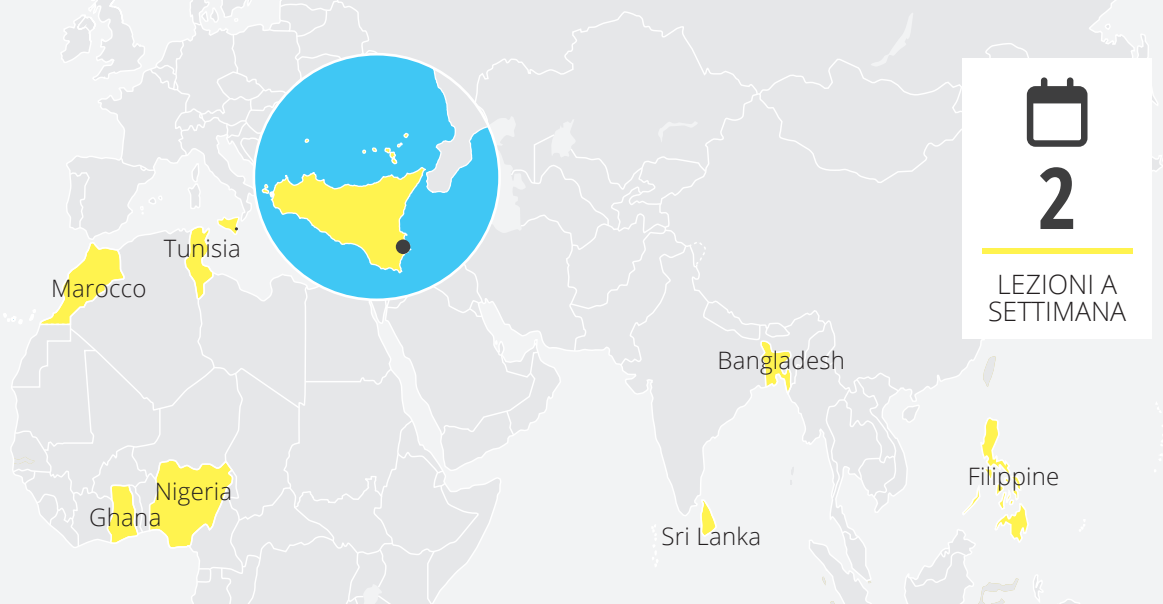 2
LEZIONI A
SETTIMANA
Tunisia
Marocco
Bangladesh
Filippine
Nigeria
Ghana
Sri Lanka